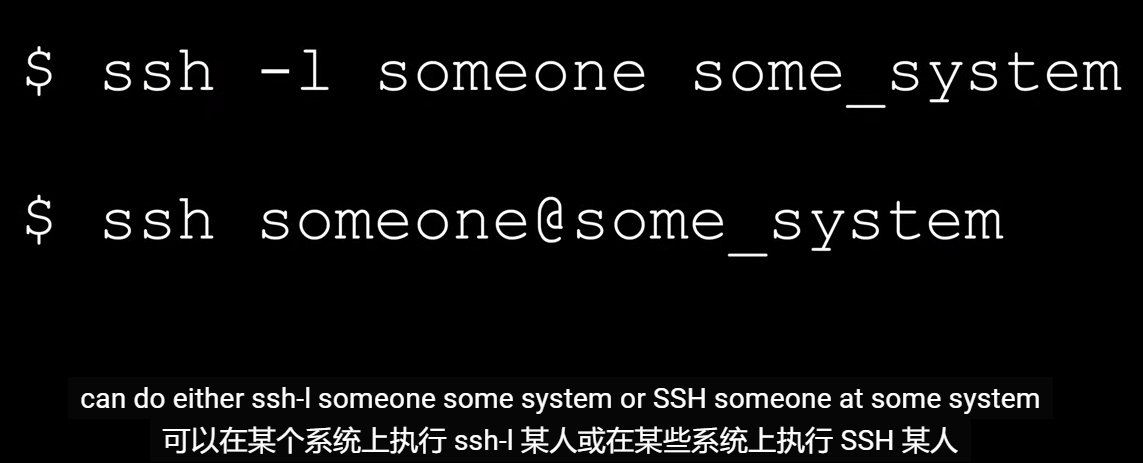 $ ssh -l someone some_system
$ ssh someone@some_system
can do either ssh-l someone some system or SSH someone at some system
可以在某个系统上执行 ssh-l 某人或在某些系统上执行 SSH 某人